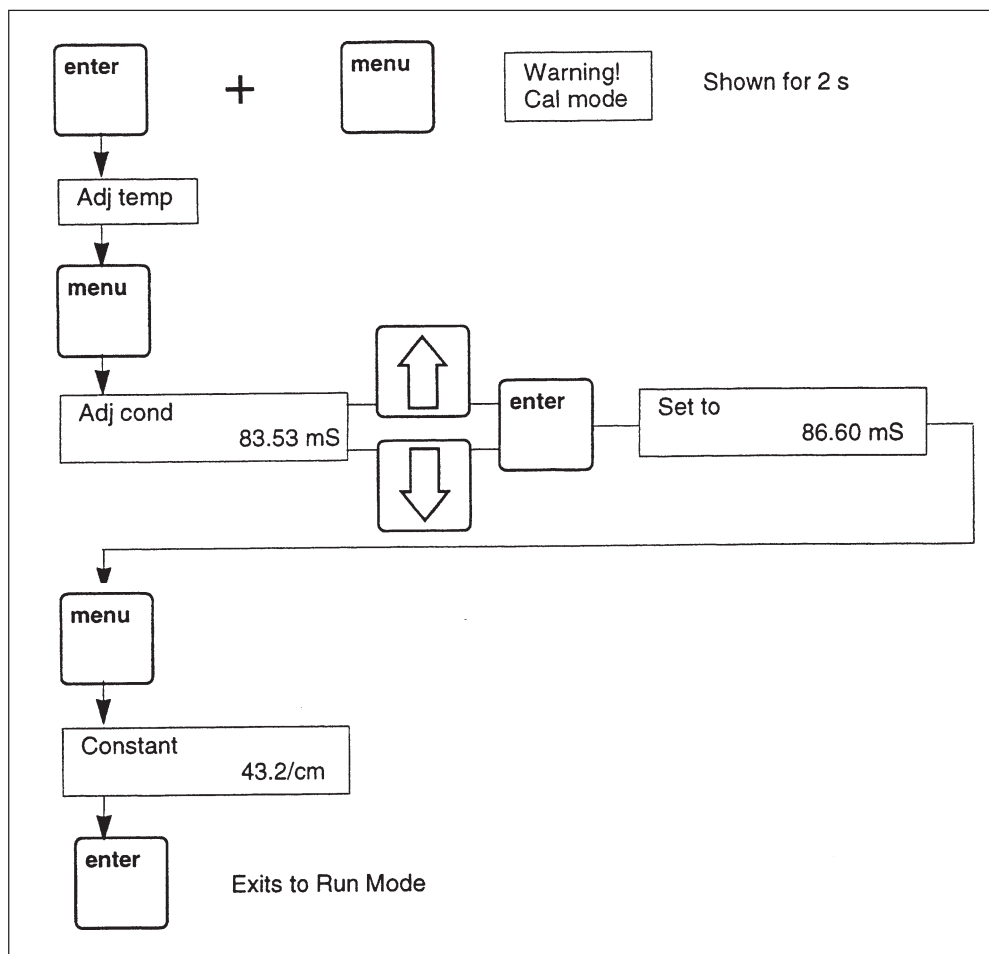 enter
+
menu
Warning!
Cal mode
Shown for 2 s
Adj temp
menu
Adj cond
83.53 mS
enter
Set to
86.60 mS
menu
Constant
43.2/cm
enter
Exits to Run Mode